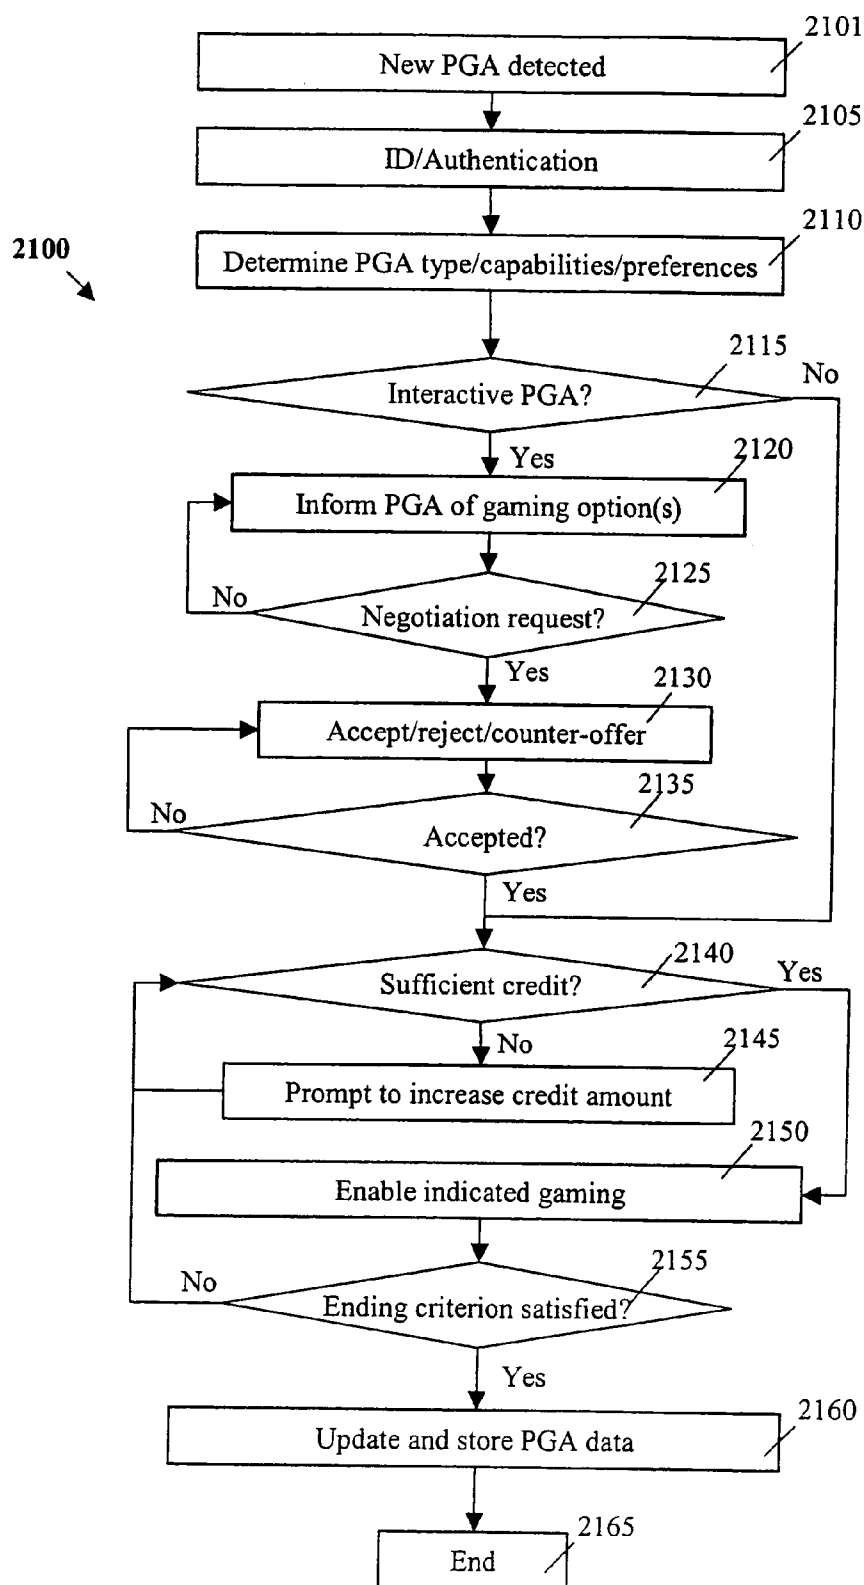 2101
New PGA detected
2105
ID/Authentication
2110
2100
Determine PGA type/capabilities/preferences
2115
No
Interactive PGA?
Yes
2120
Inform PGA of gaming option(s)
2125
No
Negotiation request?
Yes
2130
Accept/reject/counter-offer
2135
No
Accepted?
Yes
2140
Yes
Sufficient credit?
No
2145
Prompt to increase credit amount
2150
Enable indicated gaming
2155
No
Ending criterion satisfied?
Yes
2160
Update and store PGA data
2165
End